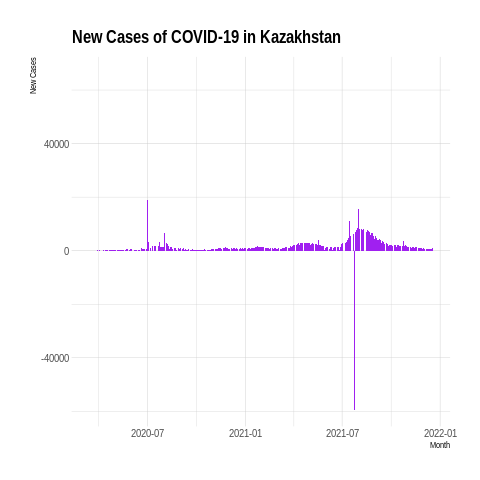 New Cases of COVID-19 in Kazakhstan
New Cases
40000
0
-40000
2020-07 2021-01 2021-07 2022-01
Month